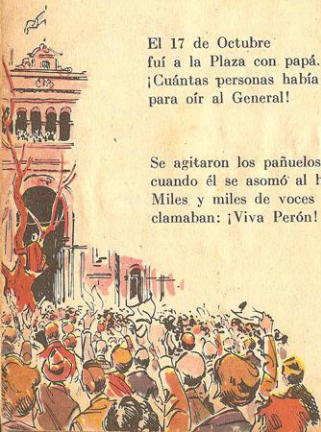 El 17 de Octubre
fuí a la Plaza con papá.
¡Cuántas personas había
para oír al General!
Se agitaron los pañuelos
cuando él se asomó al
Miles y miles de voces
clamaban: ¡Viva Perón!